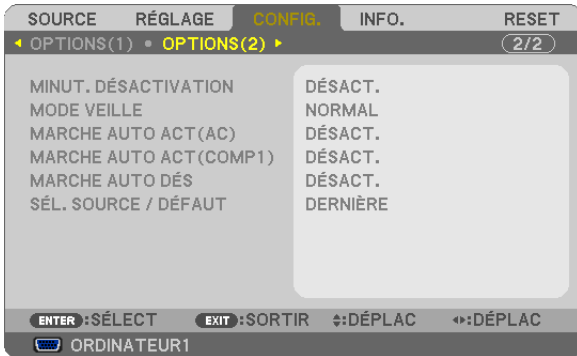 SOURCE RÉGLAGE CONFIG. INFO. RESET
OPTIONS(1) • OPTIONS(2) 2/2
MINUT. DÉSACTIVATION DÉSACT.
MODE VEILLE NORMAL
MARCHE AUTO ACT(AC) DÉSACT.
MARCHE AUTO ACT(COMP1) DÉSACT.
MARCHE AUTO DÉS DÉSACT.
SÉL. SOURCE / DÉFAUT DERNIÈRE
ENTER :SÉLECT EXIT :SORTIR :DÉPLAC :DÉPLAC
ORDINATEUR1